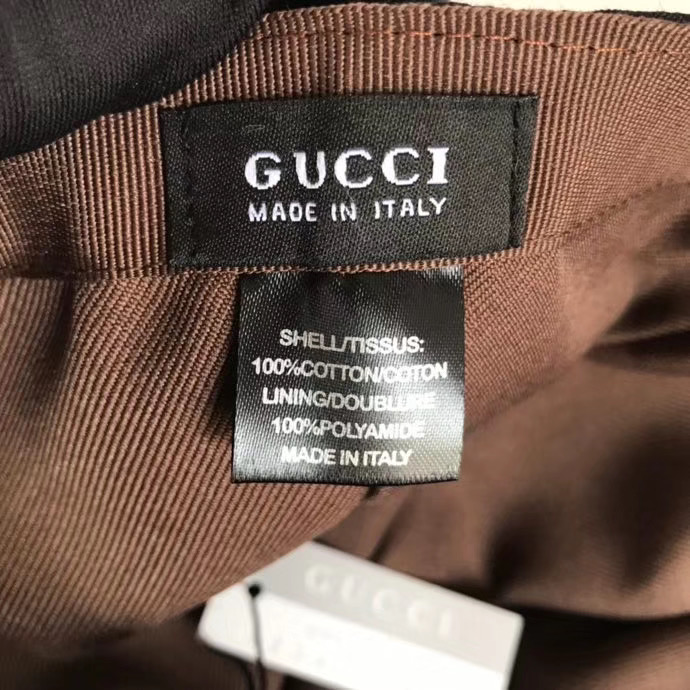 GUCCI
MADE IN ITALY
SHELL/TISSUS:
100%COTTON/COTON
LINING/DOUBLURE
100%POLYAMIDE
MADE IN ITALY
GUCCI